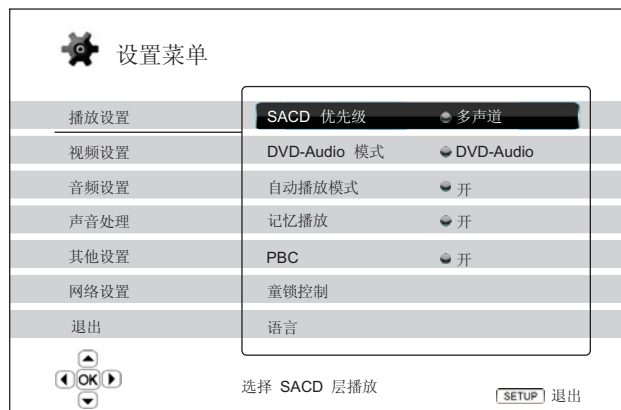 设置菜单
播放设置 SACD 优先级 多声道
视频设置 DVD-Audio 模式 DVD-Audio
音频设置 自动播放模式 开
声音处理 记忆播放 开
其他设置 PBC 开
网络设置 童锁控制
退出 语言
OK 选择 SACD 层播放 SETUP 退出